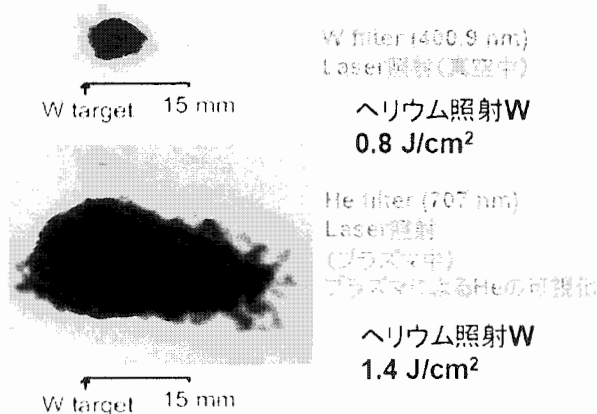 W filter (400.9 nm)
Laser照射(真空中)
W target 15 mm
ヘリウム照射W
0.8 J/cm²
He filter (707 nm)
Laser照射
(プラズマ中)
プラズマによるHeの可視化
ヘリウム照射W
1.4 J/cm²
W target 15 mm